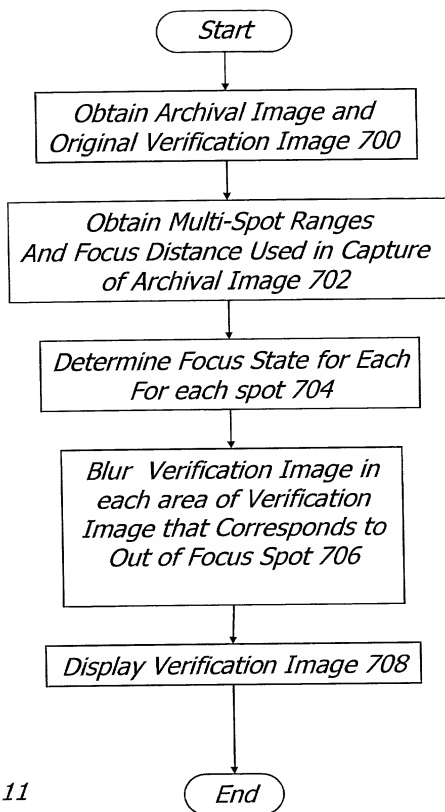 Start
Obtain Archival Image and
Original Verification Image 700
Obtain Multi-Spot Ranges
And Focus Distance Used in Capture
of Archival Image 702
Determine Focus State for Each
For each spot 704
Blur Verification Image in
each area of Verification
Image that Corresponds to
Out of Focus Spot 706
Display Verification Image 708
11
End